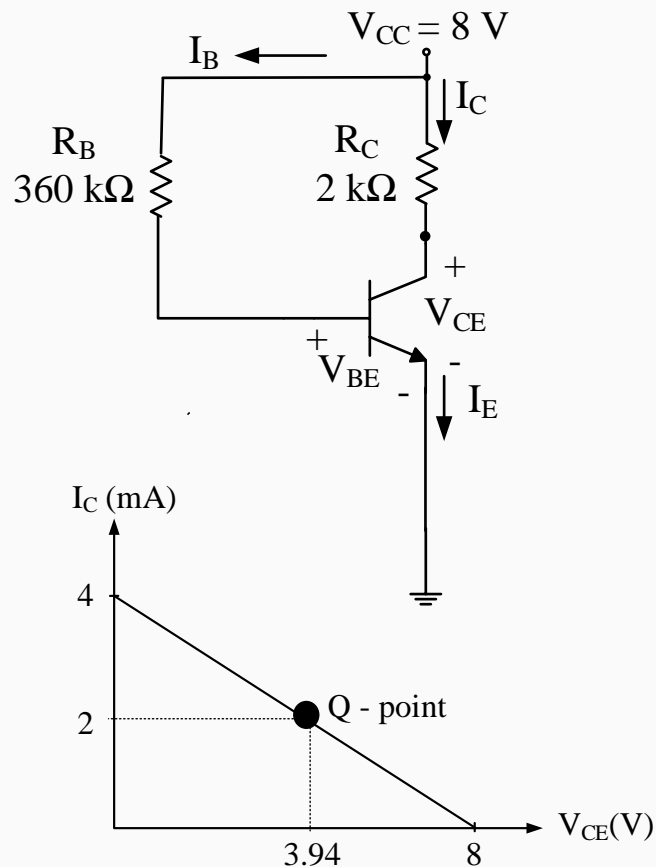 V_CC = 8 V
I_B
I_C
R_B
360 kΩ
R_C
2 kΩ
+
V_CE
+
V_BE
-
-
I_E
I_C (mA)
4
Q - point
2
V_CE(V)
3.94
8